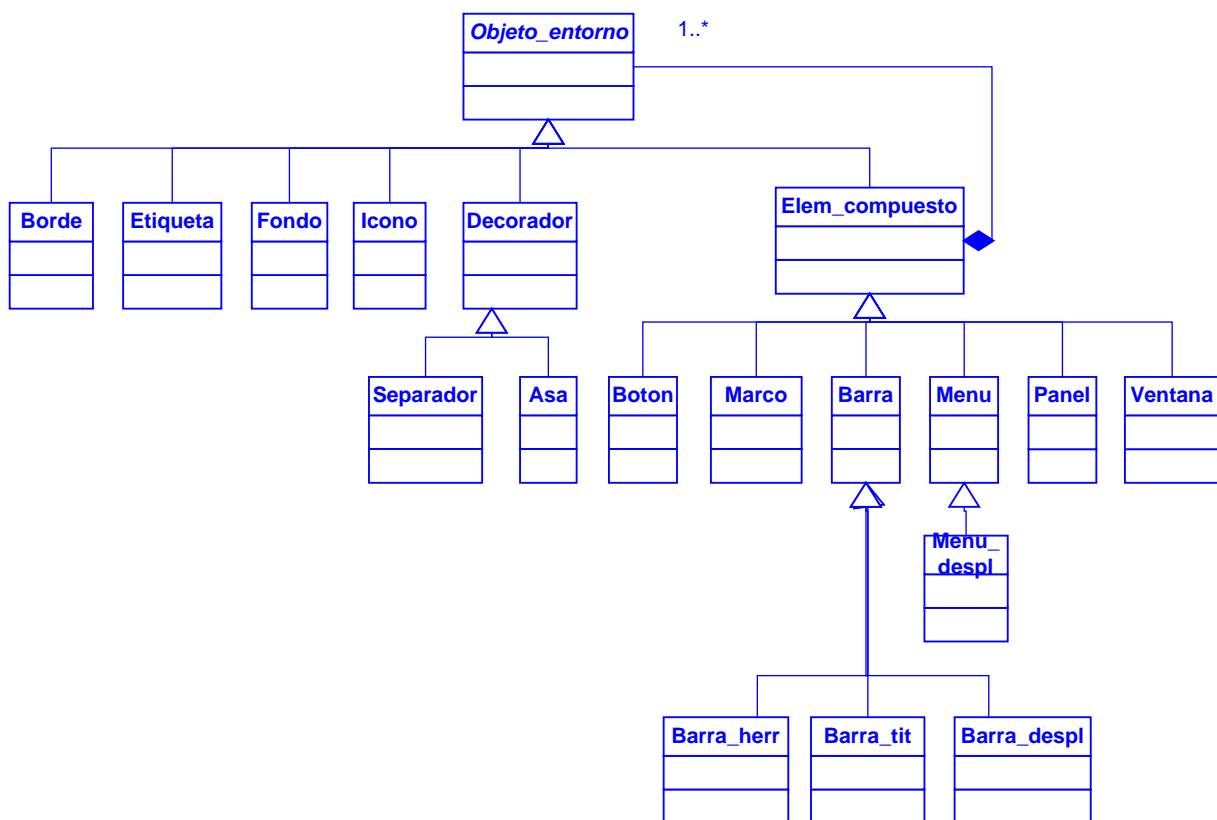 Objeto_entorno
1..*
Borde
Etiqueta
Fondo
Icono
Decorador
Elem_compuesto
Separador
Asa
Boton
Marco
Barra
Menu
Panel
Ventana
Menu_
despl
Barra_herr
Barra_tit
Barra_despl